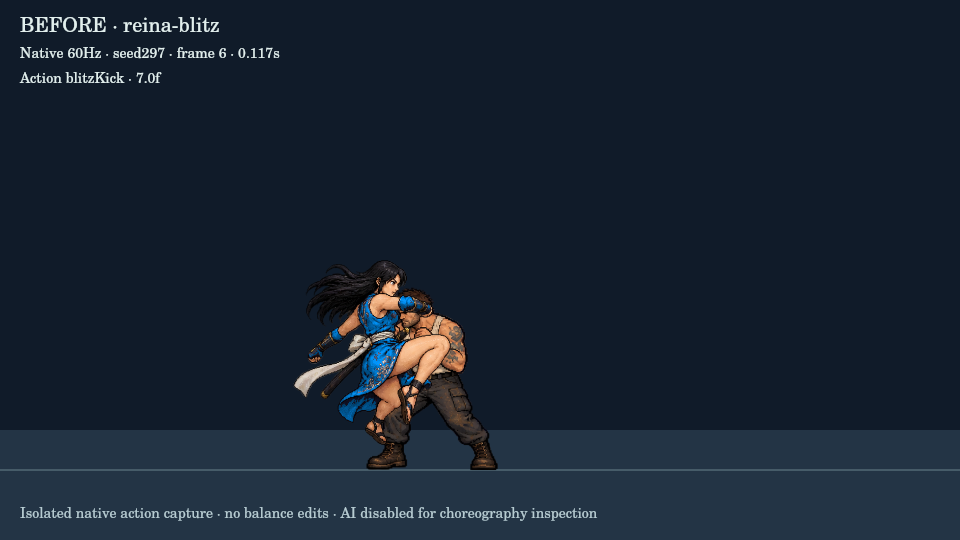 BEFORE · reina-blitz
Native 60Hz · seed297 · frame 6 · 0.117s
Action blitzKick · 7.0f
Isolated native action capture · no balance edits · AI disabled for choreography inspection